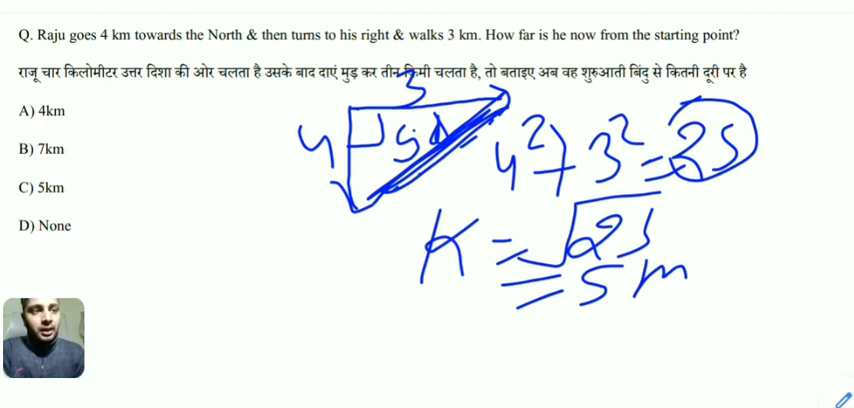 Q. Raju goes 4 km towards the North & then turns to his right & walks 3 km. How far is he now from the starting point?
राजू चार किलोमीटर उत्तर दिशा की ओर चलता है उसके बाद दाएं मुड़ कर तीन किमी चलता है, तो बताइए अब वह शुरुआती बिंदु से कितनी दूरी पर है
A) 4km
B) 7km
C) 5km
D) None
3
4
4² + 3² = 25
K = √25
= 5 m